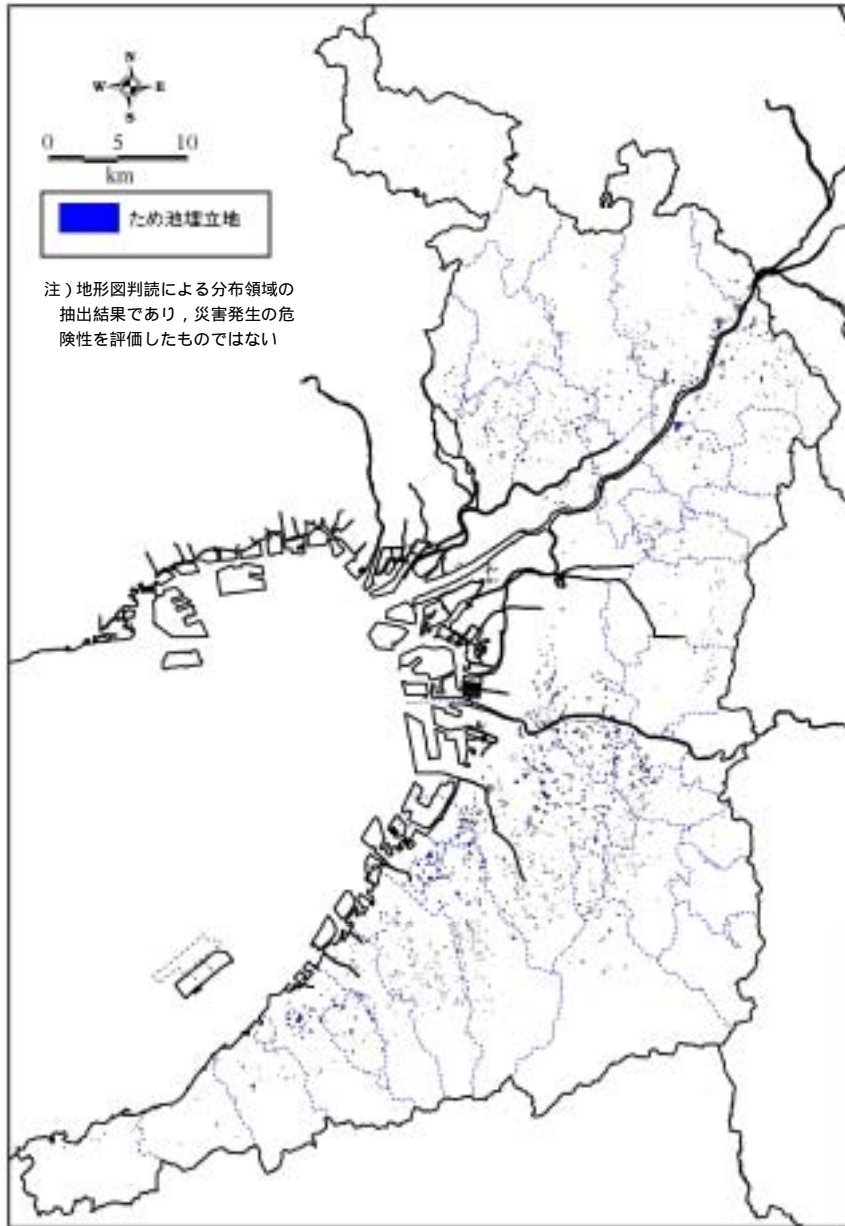 N
W E
S
0 5 10
km
ため池埋立地
注）地形図判読による分布領域の
抽出結果であり，災害発生の危
険性を評価したものではない